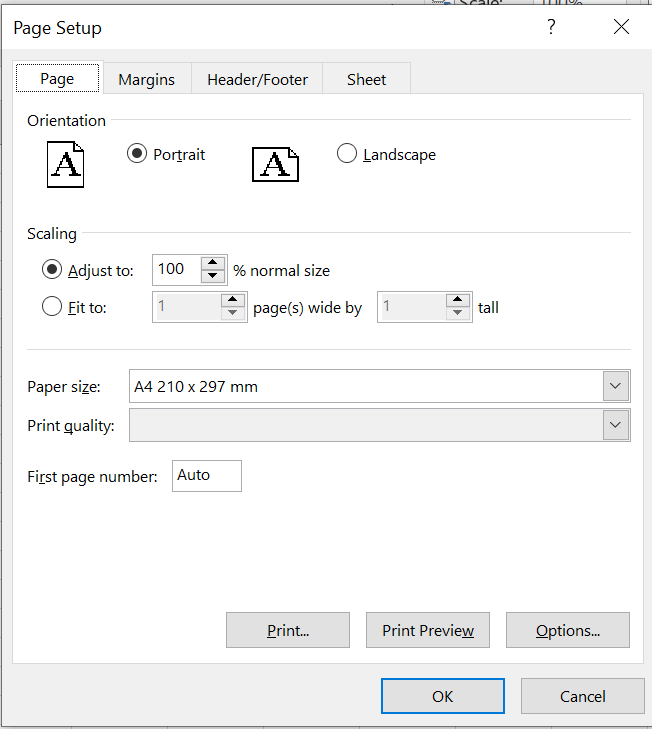 Scale: 100%
Page Setup ?
Page Margins Header/Footer Sheet
Orientation
A Portrait A Landscape
Scaling
Adjust to: 100 % normal size
Fit to: 1 page(s) wide by 1 tall
Paper size: A4 210 x 297 mm
Print quality:
First page number: Auto
Print... Print Preview Options...
OK Cancel